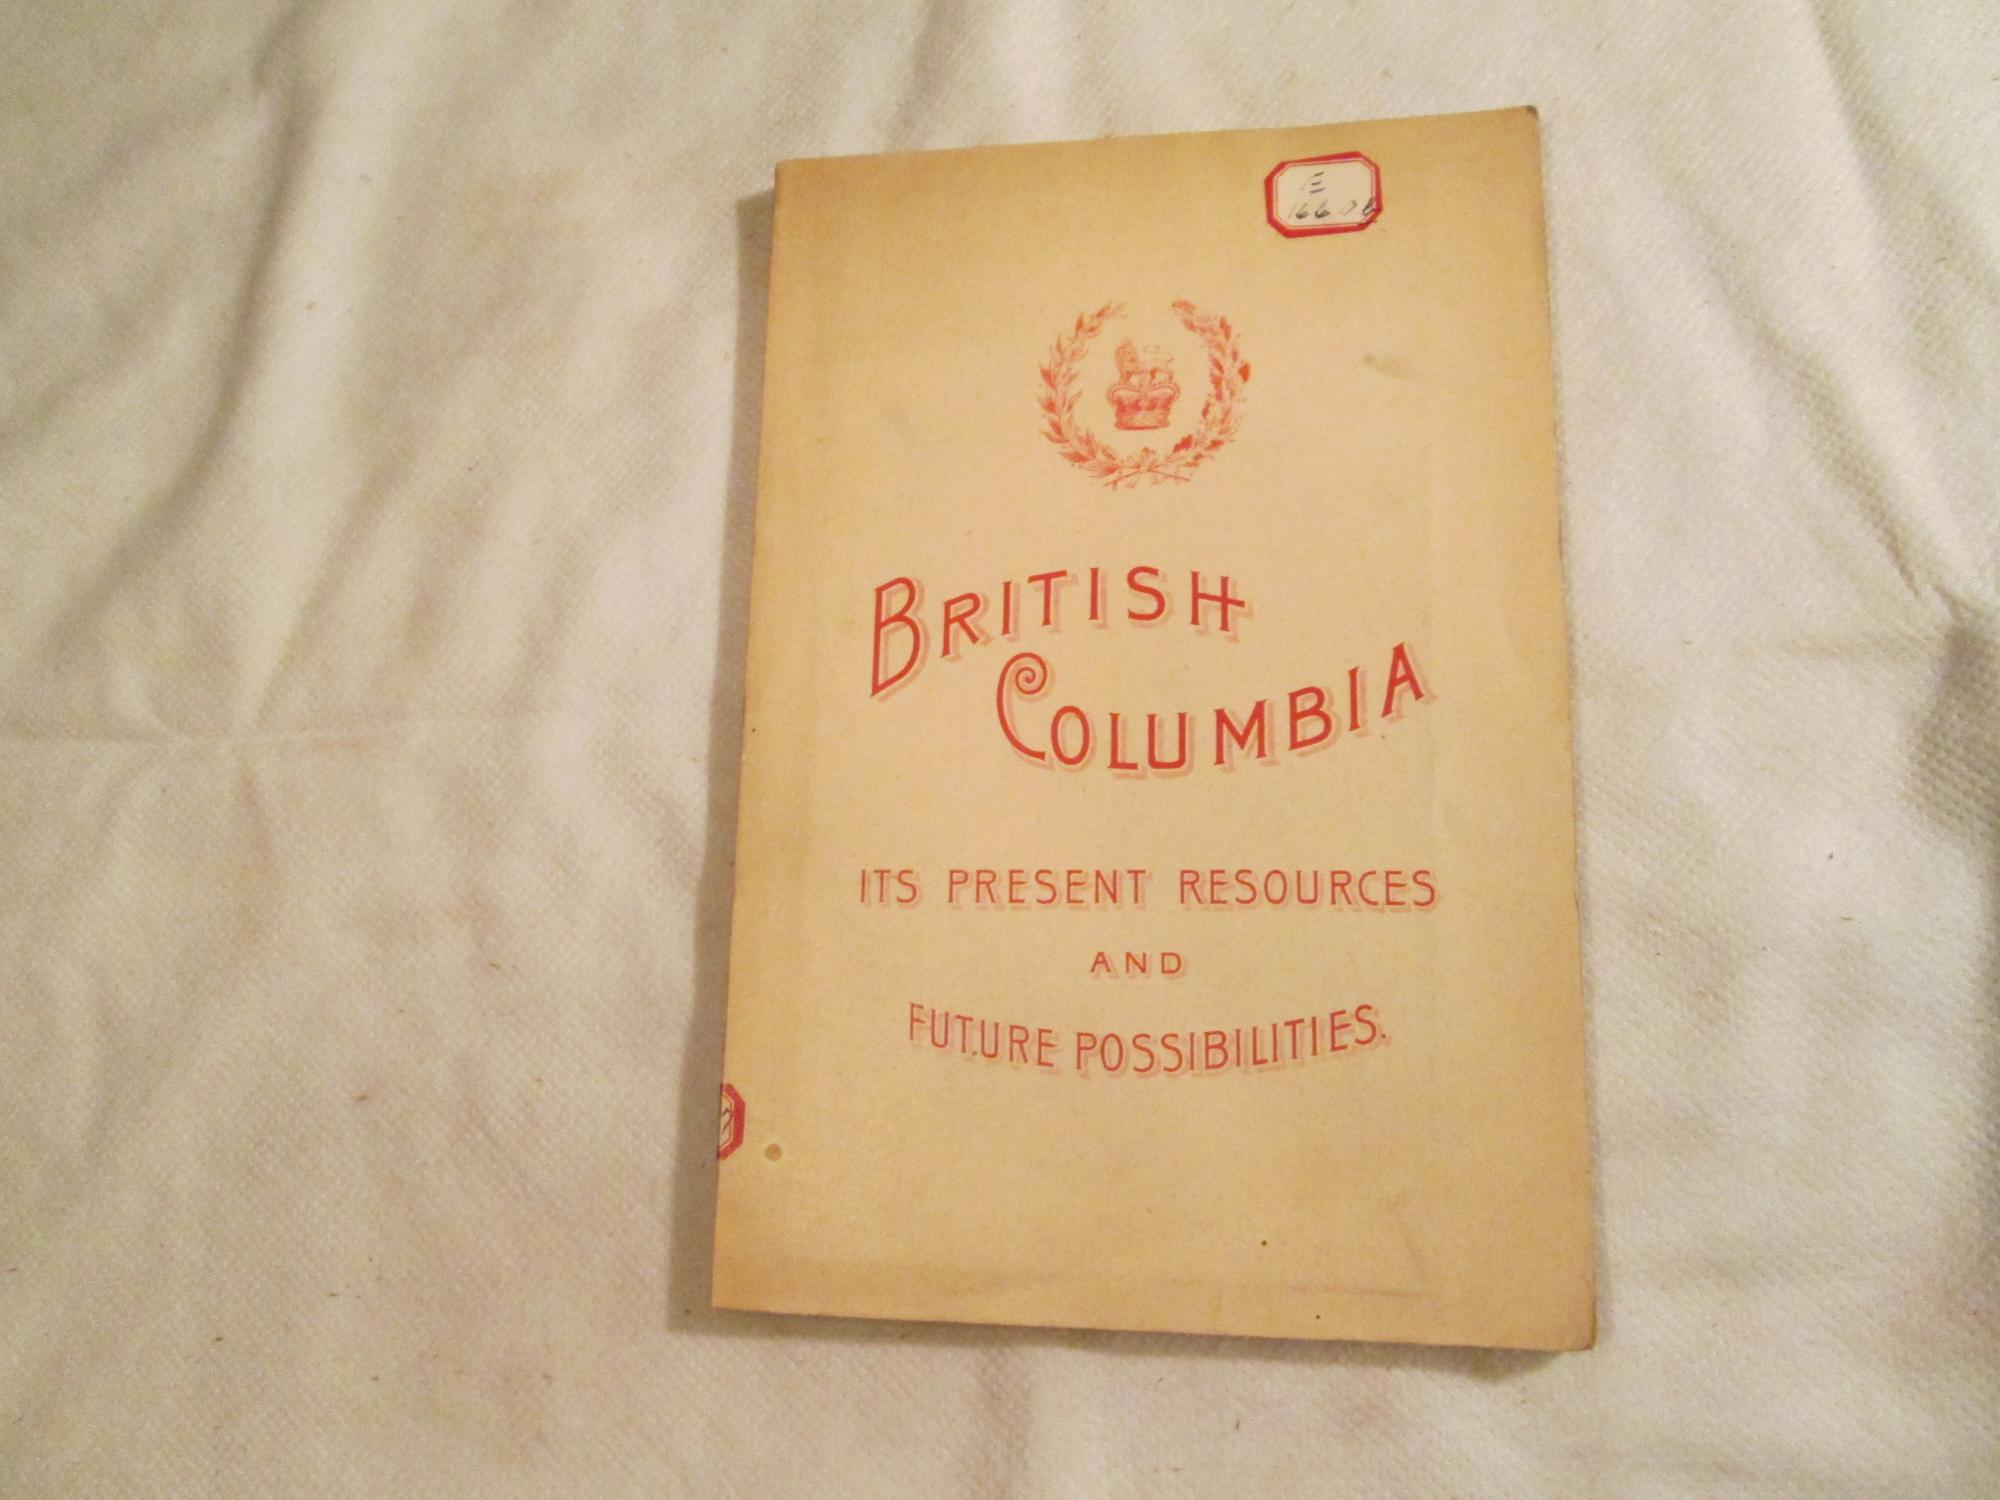 E
BRITISH
COLUMBIA
ITS PRESENT RESOURCES
AND
FUTURE POSSIBILITIES.